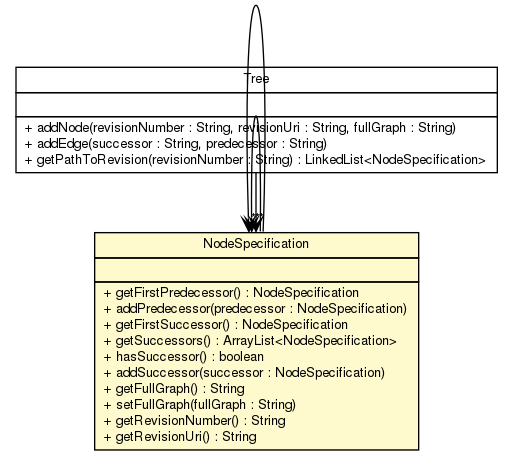 Tree
+ addNode(revisionNumber : String, revisionUri : String, fullGraph : String)
+ addEdge(successor : String, predecessor : String)
+ getPathToRevision(revisionNumber : String) : LinkedList<NodeSpecification>
NodeSpecification
+ getFirstPredecessor() : NodeSpecification
+ addPredecessor(predecessor : NodeSpecification)
+ getFirstSuccessor() : NodeSpecification
+ getSuccessors() : ArrayList<NodeSpecification>
+ hasSuccessor() : boolean
+ addSuccessor(successor : NodeSpecification)
+ getFullGraph() : String
+ setFullGraph(fullGraph : String)
+ getRevisionNumber() : String
+ getRevisionUri() : String